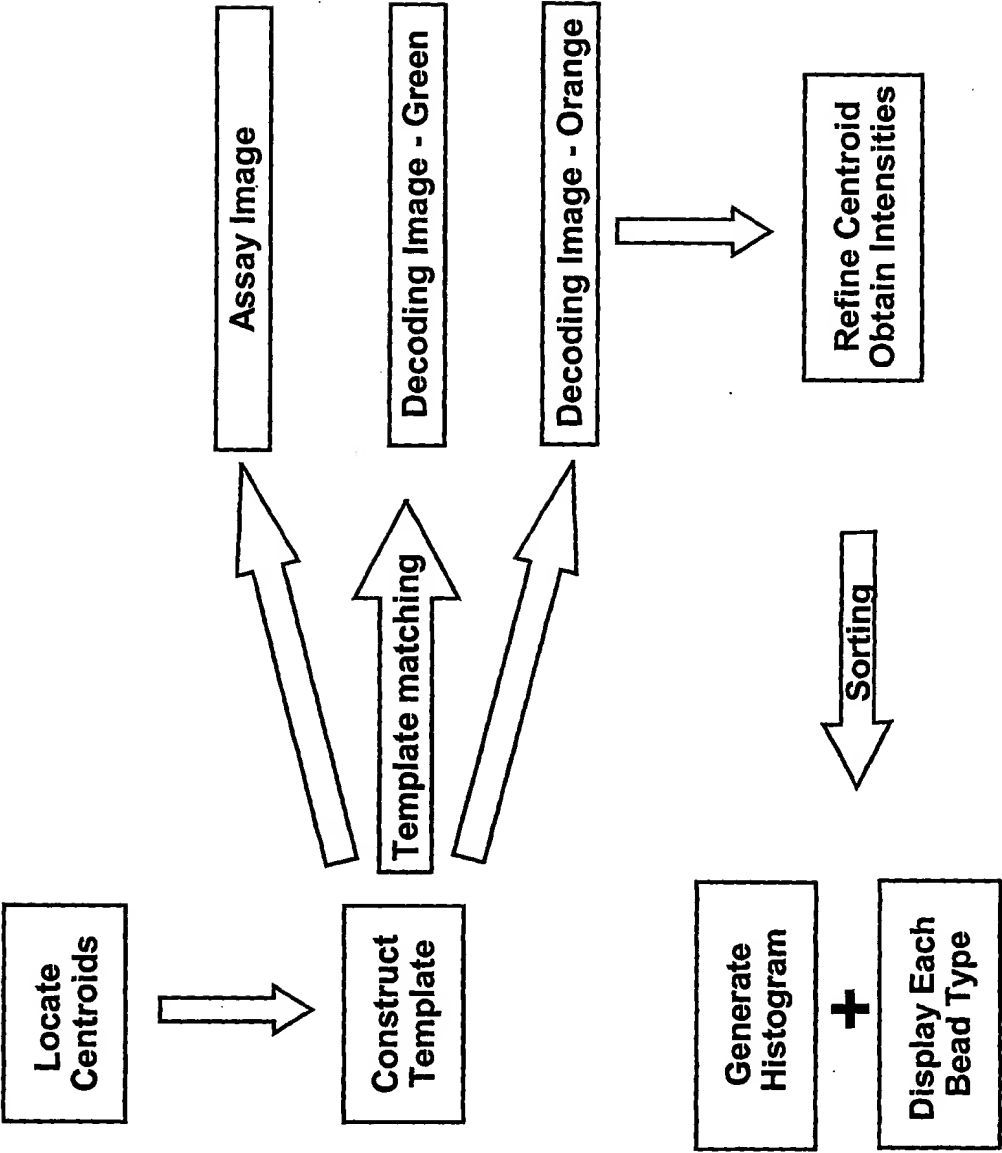 Locate
Centroids
Construct
Template
Template matching
Assay Image
Decoding Image - Green
Decoding Image - Orange
Refine Centroid
Obtain Intensities
Sorting
Generate
Histogram
+
Display Each
Bead Type